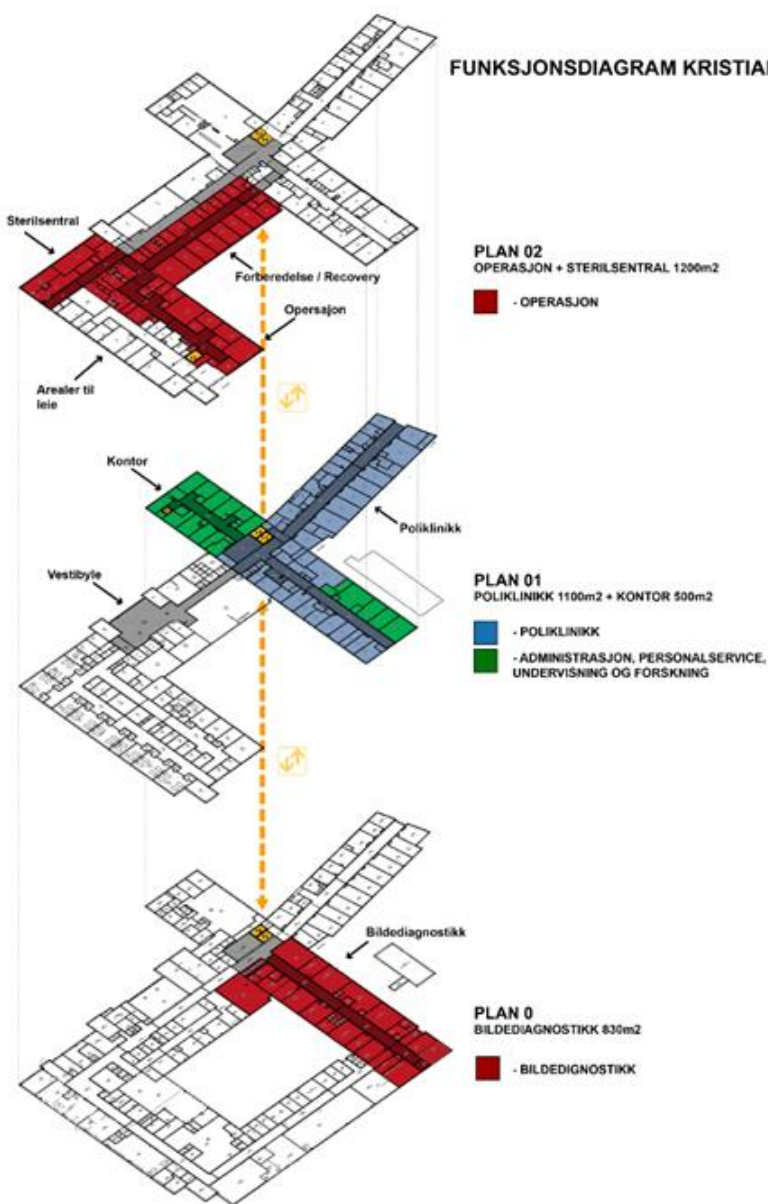 FUNKSJONSDIAGRAM KRISTIA
Sterilsentral
Forberedelse / Recovery
Opersajon
Arealer til
leie
PLAN 02
OPERASJON + STERILSENTRAL 1200m2
- OPERASJON
Kontor
Poliklinikk
Vestibyle
PLAN 01
POLIKLINIKK 1100m2 + KONTOR 500m2
- POLIKLINIKK
- ADMINISTRASJON, PERSONALSERVICE,
UNDERVISNING OG FORSKNING
Bildediagnostikk
PLAN 0
BILDEDIAGNOSTIKK 830m2
- BILDEDIGNOSTIKK